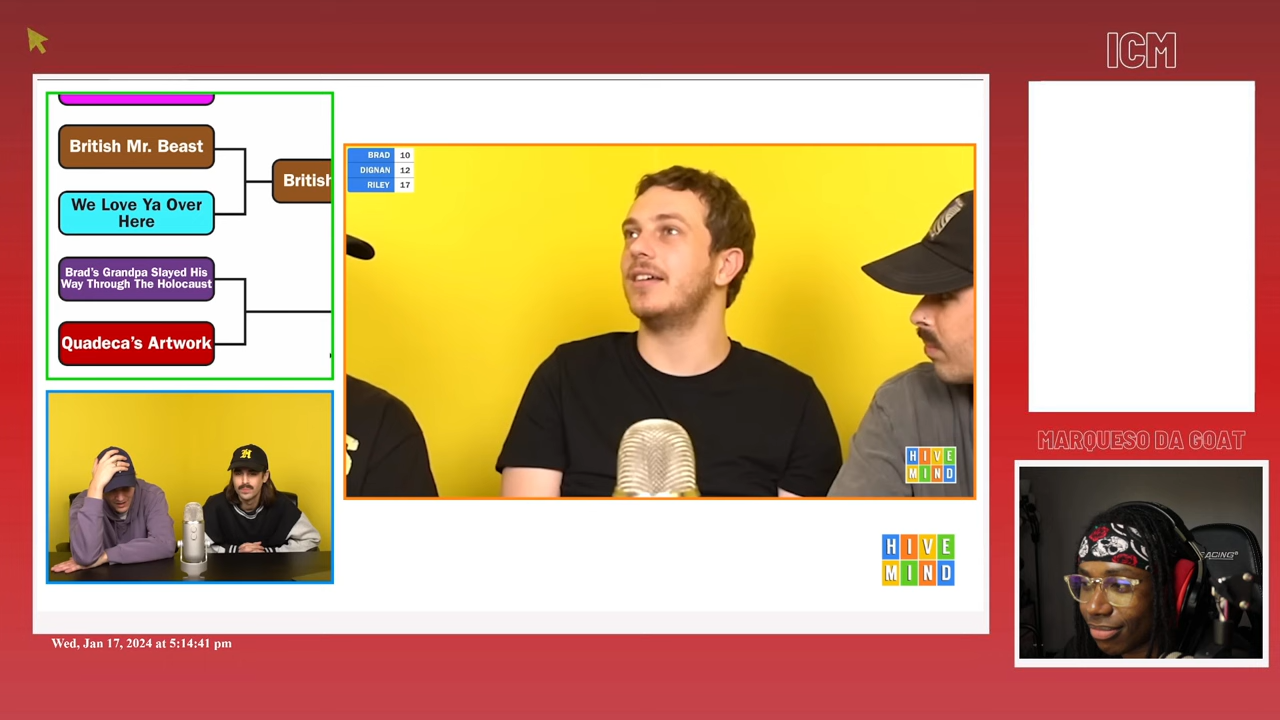 ICM
British Mr. Beast
British
We Love Ya Over
Here
Brad's Grandpa Slayed His
Way Through The Holocaust
Quadeca's Artwork
BRAD 10
DIGNAN 12
RILEY 17
HIVE
MIND
HIVE
MIND
MARQUESO DA GOAT
Wed, Jan 17, 2024 at 5:14:41 pm